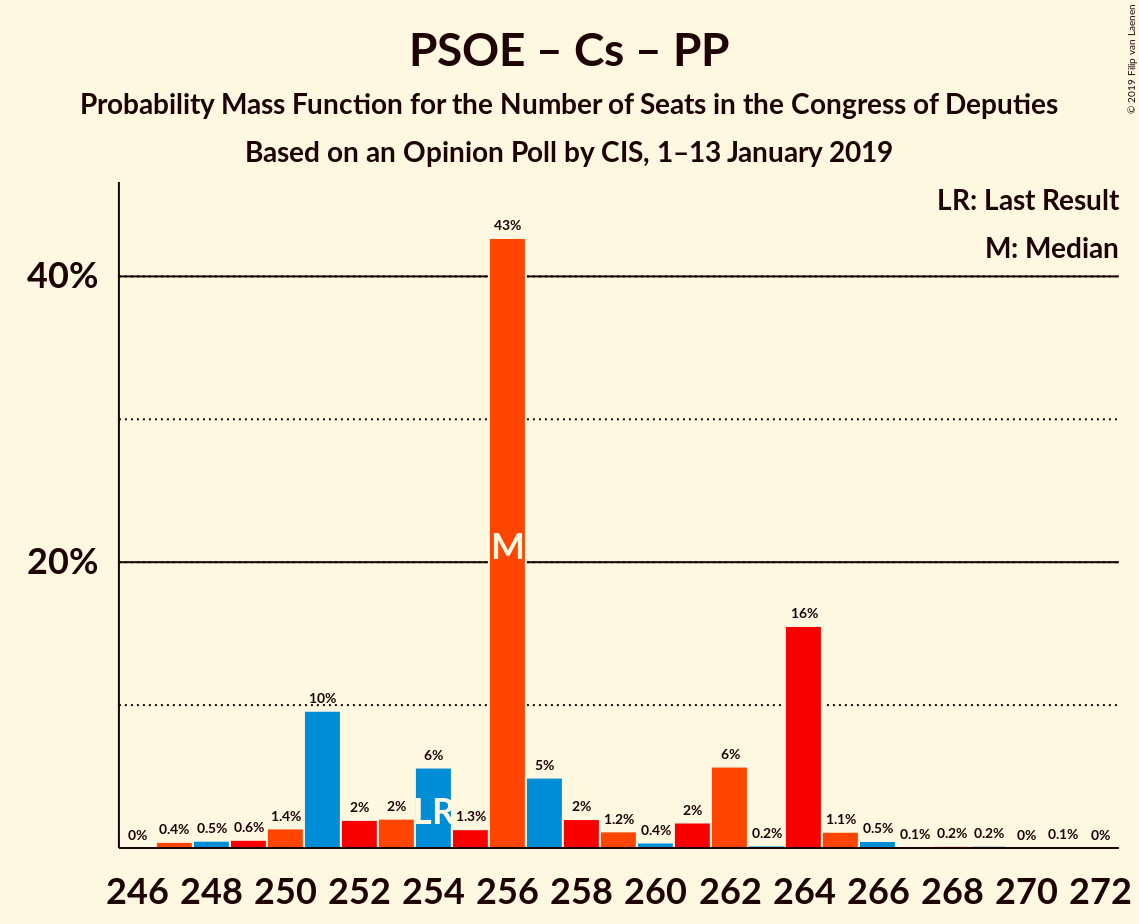 PSOE – Cs – PP
Probability Mass Function for the Number of Seats in the Congress of Deputies
Based on an Opinion Poll by CIS, 1–13 January 2019
© 2019 Filip van Laenen
LR: Last Result
M: Median
40%
20%
0% 0.4% 0.5% 0.6% 1.4% 10% 2% 2% 6% 1.3% 43% 5% 2% 1.2% 0.4% 2% 6% 0.2% 16% 1.1% 0.5% 0.1% 0.2% 0.2% 0% 0.1% 0%
LR
M
246 248 250 252 254 256 258 260 262 264 266 268 270 272